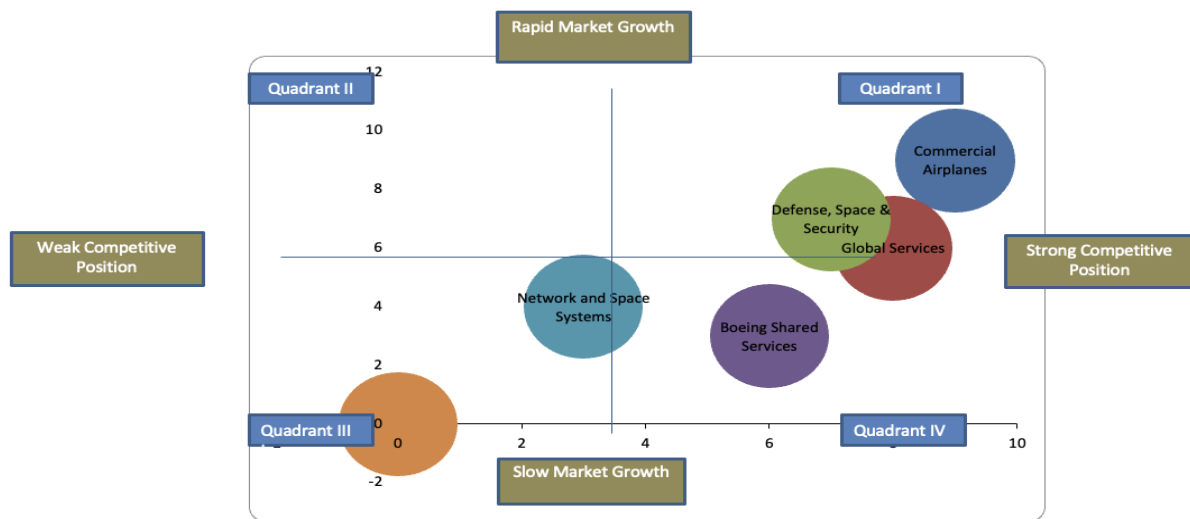 Rapid Market Growth
12
Quadrant II
Quadrant I
10
Commercial
Airplanes
8
Defense, Space &
Security
6
Global Services
Weak Competitive
Position
Strong Competitive
Position
4
Network and Space
Systems
Boeing Shared
Services
2
0
Quadrant III
Quadrant IV
0
2
4
6
10
Slow Market Growth
-2